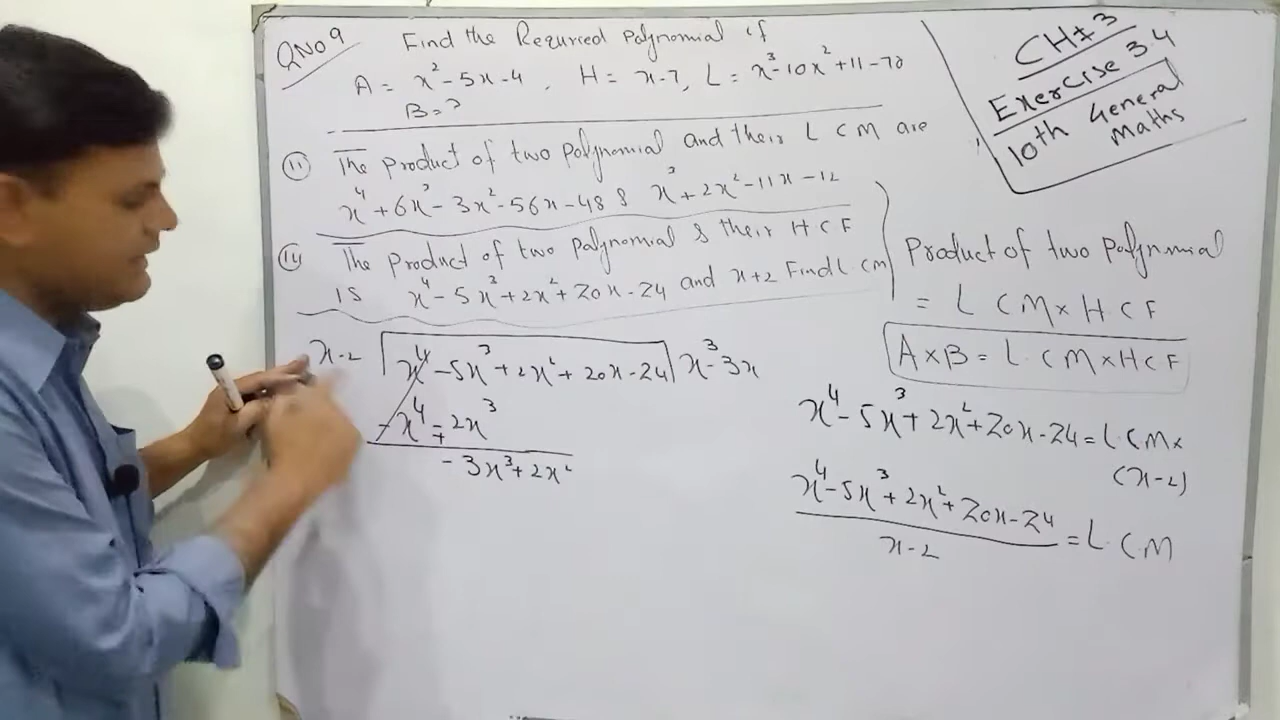 QNo 9 Find the Required Polynomial if
A = x² - 5x - 4 , H = x - 7 , L = x³ - 10x² + 11 - 70
B = ?
(11) The product of two polynomial and their L C M are
x⁴ + 6x³ - 3x² - 56x - 48 & x³ + 2x² - 11x - 12
(14) The product of two polynomial & their H C F
is x⁴ - 5x³ + 2x² + 20x - 24 and x + 2 Find L cm
x - 2 x⁴ - 5x³ + 2x² + 20x - 24 x³ - 3x
- x⁴ - + 2x³
- 3x³ + 2x²
CH # 3
Exercise 3.4
10th General
Maths
Product of two polynomial
= L C M x H C F
A x B = L.C M x H C F
x⁴ - 5x³ + 2x² + 20x - 24 = L.C M x
(x - 2)
x⁴ - 5x³ + 2x² + 20x - 24
x - 2
= L.C M